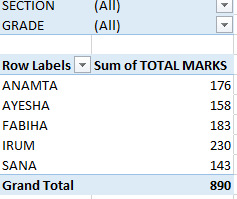 SECTION (All)
GRADE (All)
Row Labels Sum of TOTAL MARKS
ANAMTA 176
AYESHA 158
FABIHA 183
IRUM 230
SANA 143
Grand Total 890